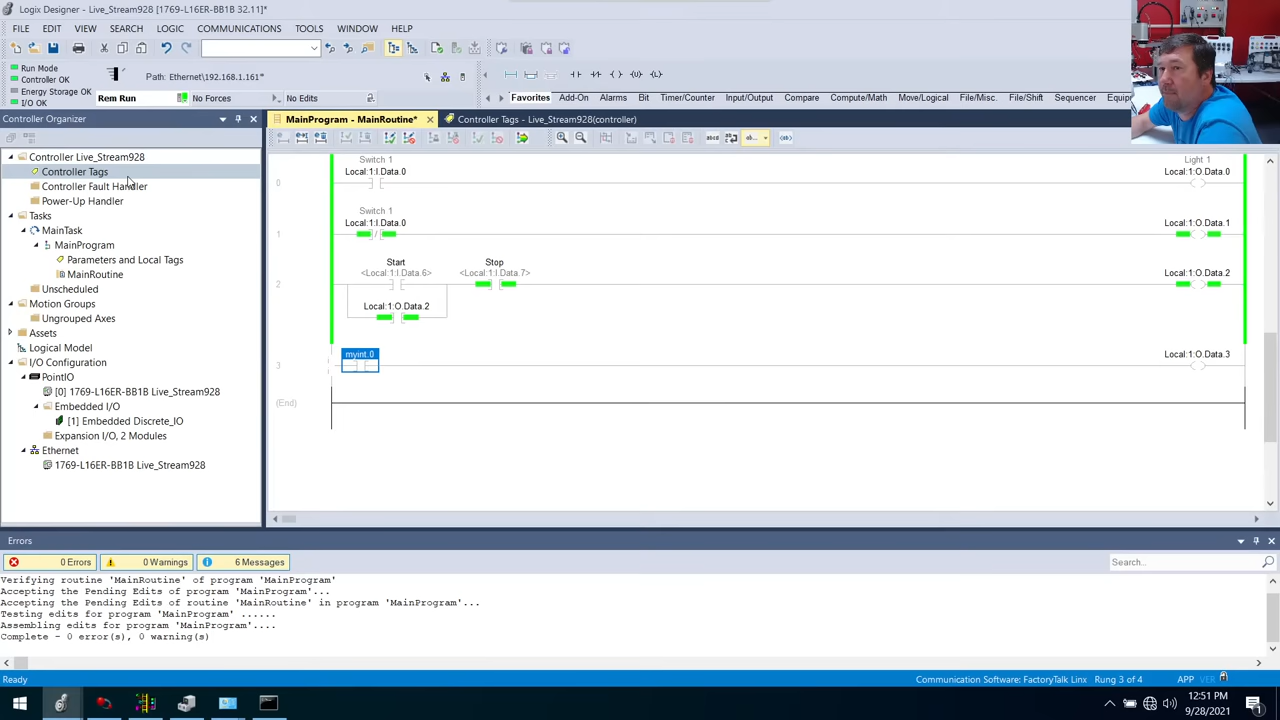 Logix Designer - Live_Stream928 [1769-L16ER-BB1B 32.11]*
FILE EDIT VIEW SEARCH LOGIC COMMUNICATIONS TOOLS WINDOW HELP
Run Mode
Controller OK
Energy Storage OK
I/O OK
Path: Ethernet\192.168.1.161*
Rem Run No Forces No Edits
Favorites Add-On Alarms Bit Timer/Counter Input/Output Compare Compute/Math Move/Logical File/Misc. File/Shift Sequencer Equip
Controller Organizer
MainProgram - MainRoutine*
Controller Tags - Live_Stream928(controller)
Controller Live_Stream928
Controller Tags
Controller Fault Handler
Power-Up Handler
Tasks
MainTask
MainProgram
Parameters and Local Tags
MainRoutine
Unscheduled
Motion Groups
Ungrouped Axes
Assets
Logical Model
I/O Configuration
PointIO
[0] 1769-L16ER-BB1B Live_Stream928
Embedded I/O
[1] Embedded Discrete_IO
Expansion I/O, 2 Modules
Ethernet
1769-L16ER-BB1B Live_Stream928
Switch 1
Local:1:I.Data.0
Light 1
Local:1:O.Data.0
0
Switch 1
Local:1:I.Data.0
Local:1:O.Data.1
1
Start
<Local:1:I.Data.6>
Stop
<Local:1:I.Data.7>
Local:1:O.Data.2
2
Local:1:O.Data.2
myint.0
Local:1:O.Data.3
3
(End)
Errors
0 Errors 0 Warnings 6 Messages Search...
Verifying routine 'MainRoutine' of program 'MainProgram'
Accepting the Pending Edits of program 'MainProgram'...
Accepting the Pending Edits of routine 'MainRoutine' in program 'MainProgram'...
Testing edits for program 'MainProgram' ......
Assembling edits for program 'MainProgram'....
Complete - 0 error(s), 0 warning(s)
Ready
Communication Software: FactoryTalk Linx Rung 3 of 4 APP VER
12:51 PM
9/28/2021
1